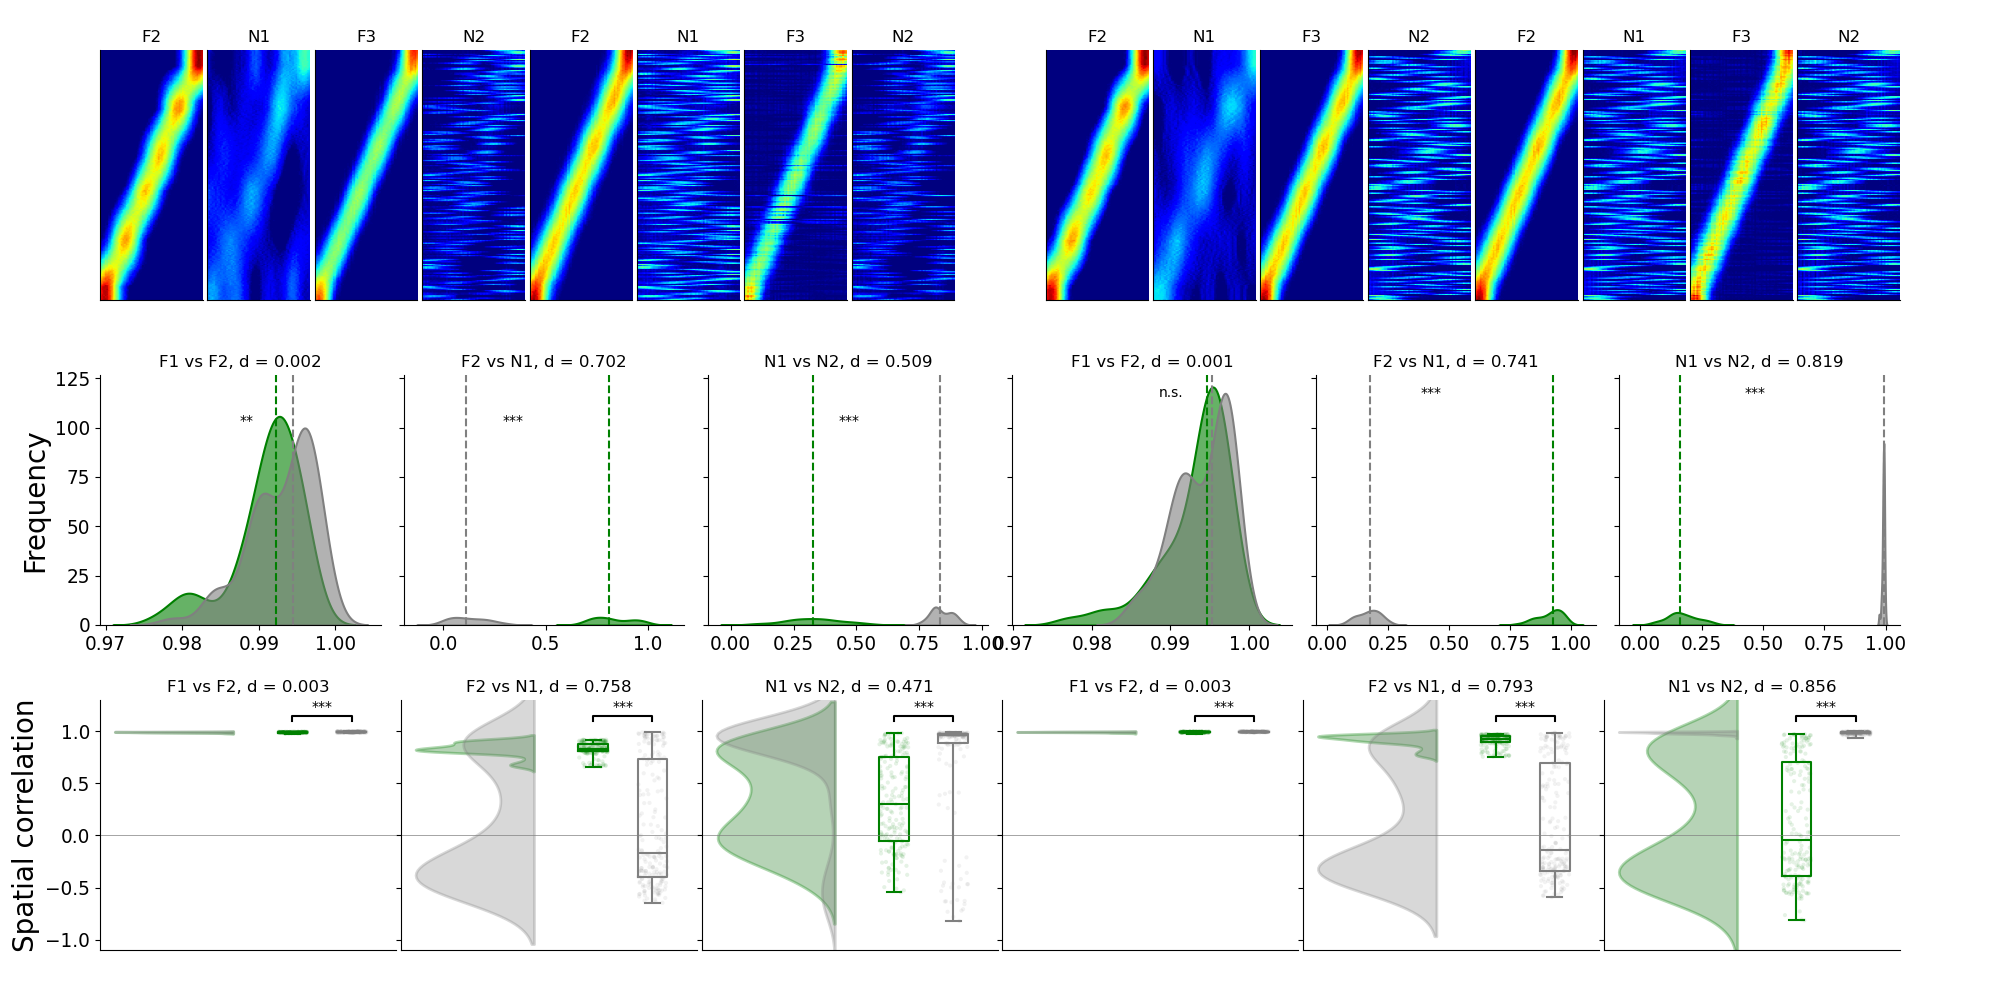 F2 N1 F3 N2 F2 N1 F3 N2 F2 N1 F3 N2 F2 N1 F3 N2
F1 vs F2, d = 0.002 F2 vs N1, d = 0.702 N1 vs N2, d = 0.509 F1 vs F2, d = 0.001 F2 vs N1, d = 0.741 N1 vs N2, d = 0.819
125
n.s. *** ***
** *** ***
100
75
50
25
0
Frequency
0.97 0.98 0.99 1.00 0.0 0.5 1.0 0.00 0.25 0.50 0.75 1.00 0.97 0.98 0.99 1.00 0.00 0.25 0.50 0.75 1.00 0.00 0.25 0.50 0.75 1.00
F1 vs F2, d = 0.003 F2 vs N1, d = 0.758 N1 vs N2, d = 0.471 F1 vs F2, d = 0.003 F2 vs N1, d = 0.793 N1 vs N2, d = 0.856
*** *** *** *** *** ***
1.0
0.5
0.0
−0.5
−1.0
Spatial correlation